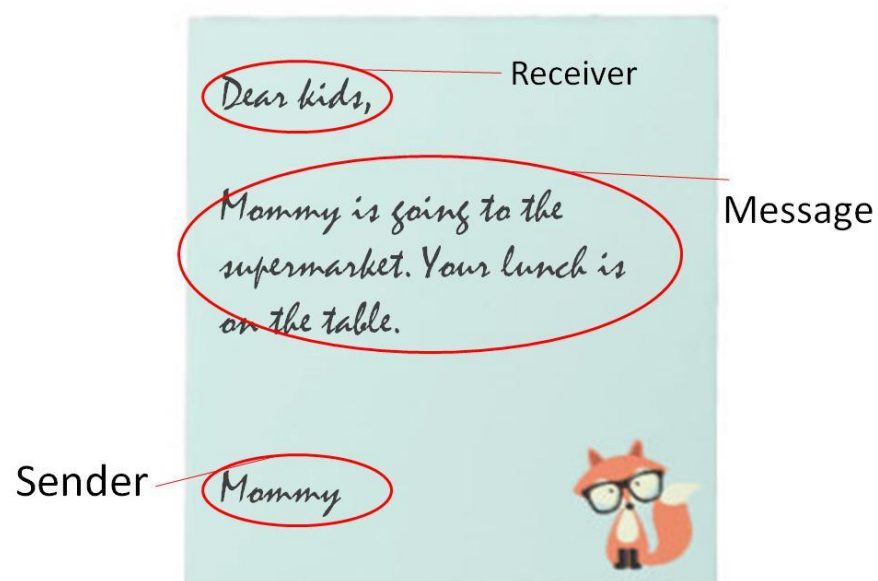 Dear kids,
Receiver
Mommy is going to the
supermarket. Your lunch is
on the table.
Message
Sender
Mommy